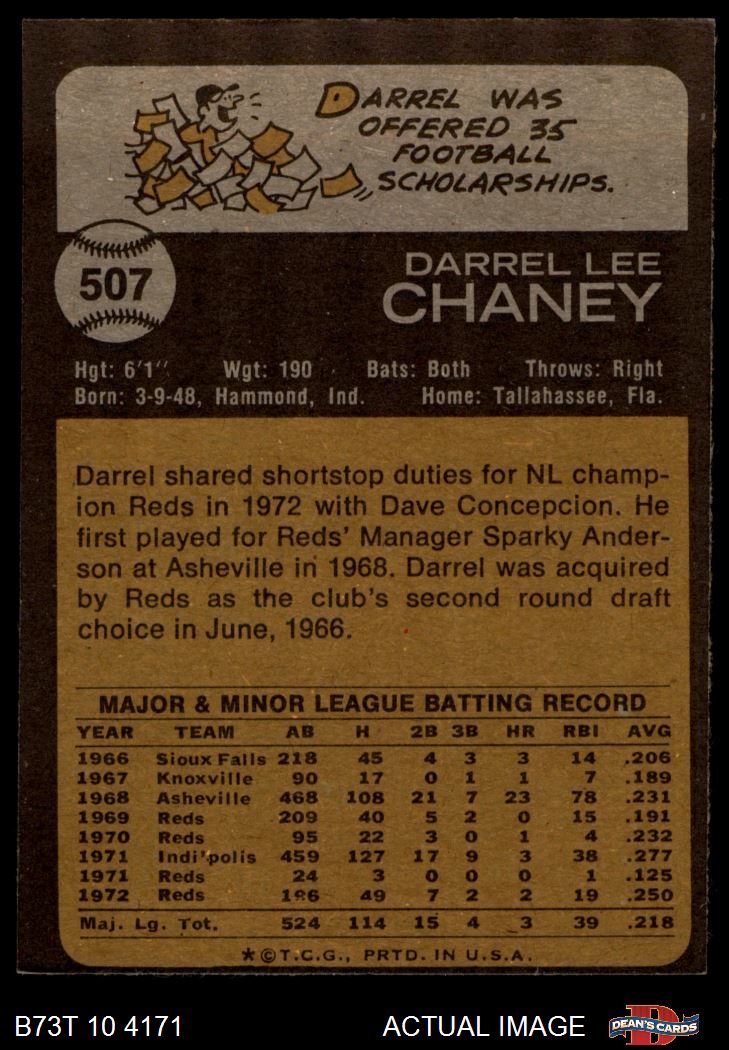 DARREL WAS
OFFERED 35
FOOTBALL
SCHOLARSHIPS.
507
DARREL LEE
CHANEY
Hgt: 6'1" Wgt: 190 Bats: Both Throws: Right
Born: 3-9-48, Hammond, Ind. Home: Tallahassee, Fla.
Darrel shared shortstop duties for NL champ-
ion Reds in 1972 with Dave Concepcion. He
first played for Reds' Manager Sparky Ander-
son at Asheville in 1968. Darrel was acquired
by Reds as the club's second round draft
choice in June, 1966.
MAJOR & MINOR LEAGUE BATTING RECORD
YEAR TEAM AB H 2B 3B HR RBI AVG
1966 Sioux Falls 218 45 4 3 3 14 .206
1967 Knoxville 90 17 0 1 1 7 .189
1968 Asheville 468 108 21 7 23 78 .231
1969 Reds 209 40 5 2 0 15 .191
1970 Reds 95 22 3 0 1 4 .232
1971 Indi'polis 459 127 17 9 3 38 .277
1971 Reds 24 3 0 0 0 1 .125
1972 Reds 196 49 7 2 2 19 .250
Maj. Lg. Tot. 524 114 15 4 3 39 .218
*©T.C.G., PRTD. IN U.S.A.
B73T 10 4171 ACTUAL IMAGE DEAN'S CARDS